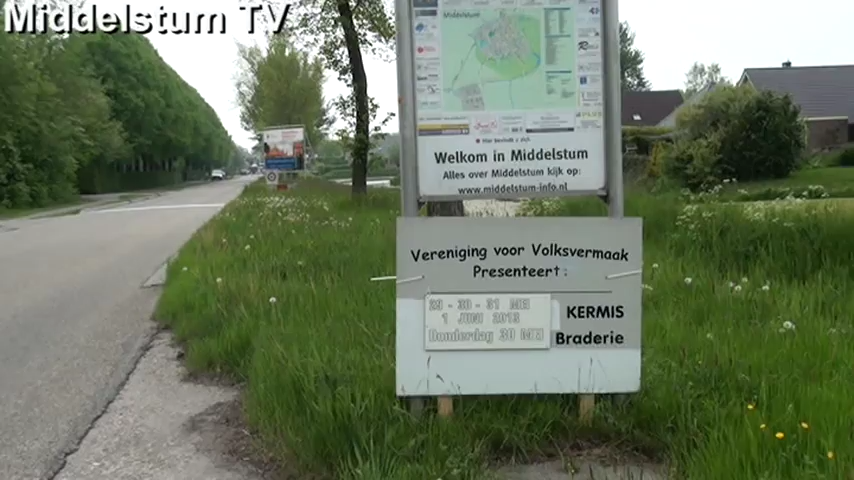 Middelstum TV
Middelstum
Welkom in Middelstum
Alles over Middelstum kijk op:
www.middelstum-info.nl
Vereniging voor Volksvermaak
Presenteert:
29 - 30 - 31 MEI
1 JUNI 2013
KERMIS
Donderdag 30 MEI
Braderie